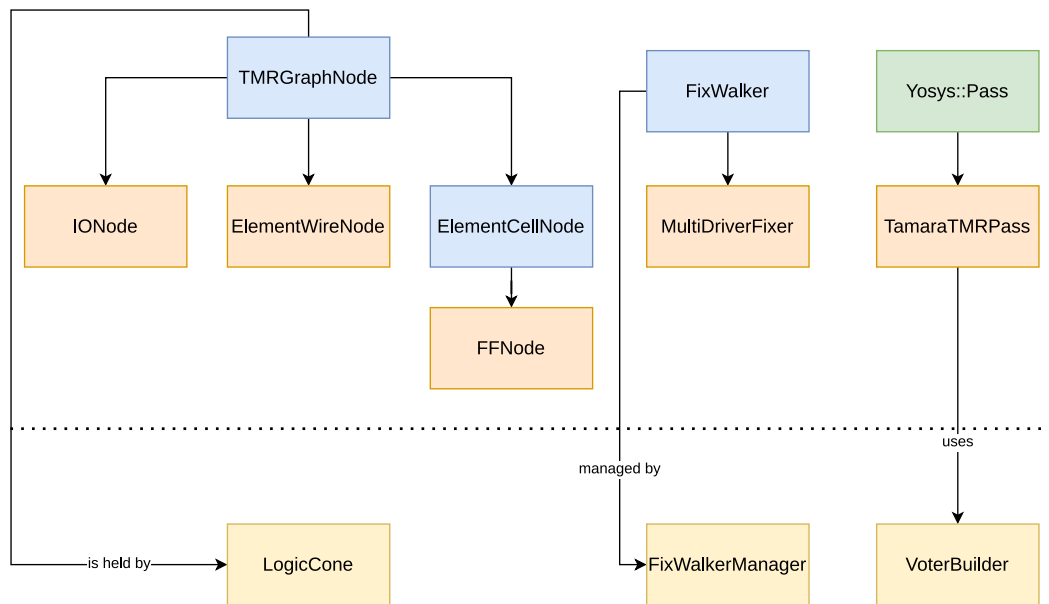 TMRGraphNode
FixWalker
Yosys::Pass
IONode
ElementWireNode
ElementCellNode
MultiDriverFixer
TamaraTMRPass
FFNode
uses
managed by
is held by
LogicCone
FixWalkerManager
VoterBuilder